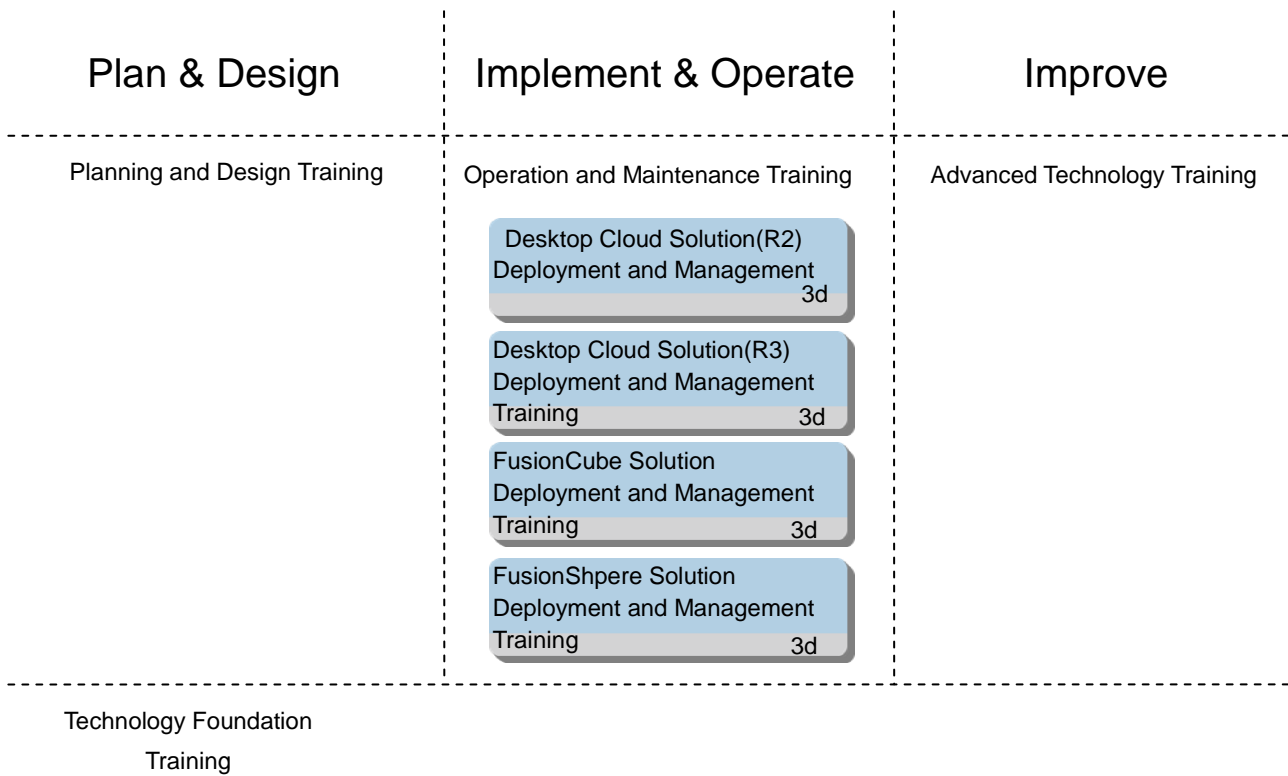 Plan & Design
Implement & Operate
Improve
Planning and Design Training
Operation and Maintenance Training
Advanced Technology Training
Desktop Cloud Solution(R2)
Deployment and Management
3d
Desktop Cloud Solution(R3)
Deployment and Management
Training 3d
FusionCube Solution
Deployment and Management
Training 3d
FusionShpere Solution
Deployment and Management
Training 3d
Technology Foundation
Training